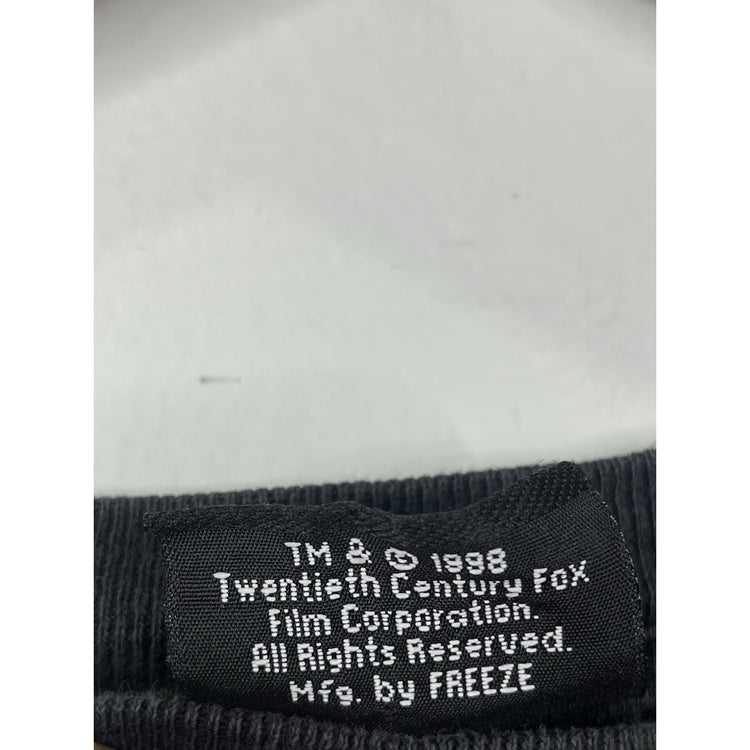 TM & © 1998
Twentieth Century Fox
Film Corporation.
All Rights Reserved.
Mfg. by FREEZE